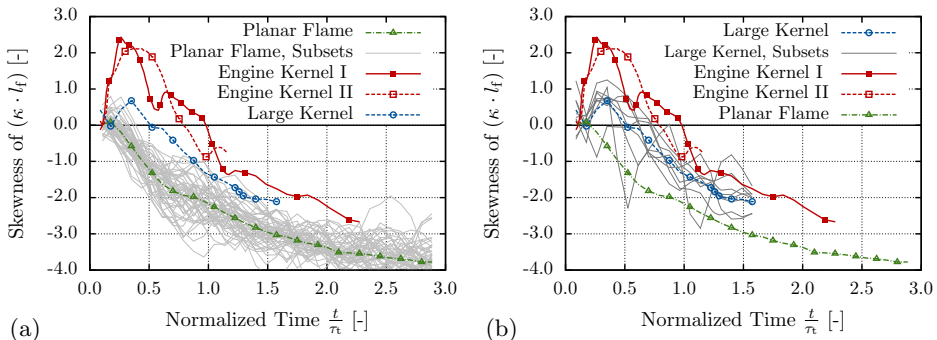 3.0
2.0
1.0
0.0
-1.0
-2.0
-3.0
-4.0
Skewness of (κ · l_f) [-]
Planar Flame
Planar Flame, Subsets
Engine Kernel I
Engine Kernel II
Large Kernel
0.0 0.5 1.0 1.5 2.0 2.5 3.0
Normalized Time t/τ_t [-]
(a)
3.0
2.0
1.0
0.0
-1.0
-2.0
-3.0
-4.0
Skewness of (κ · l_f) [-]
Large Kernel
Large Kernel, Subsets
Engine Kernel I
Engine Kernel II
Planar Flame
0.0 0.5 1.0 1.5 2.0 2.5 3.0
Normalized Time t/τ_t [-]
(b)